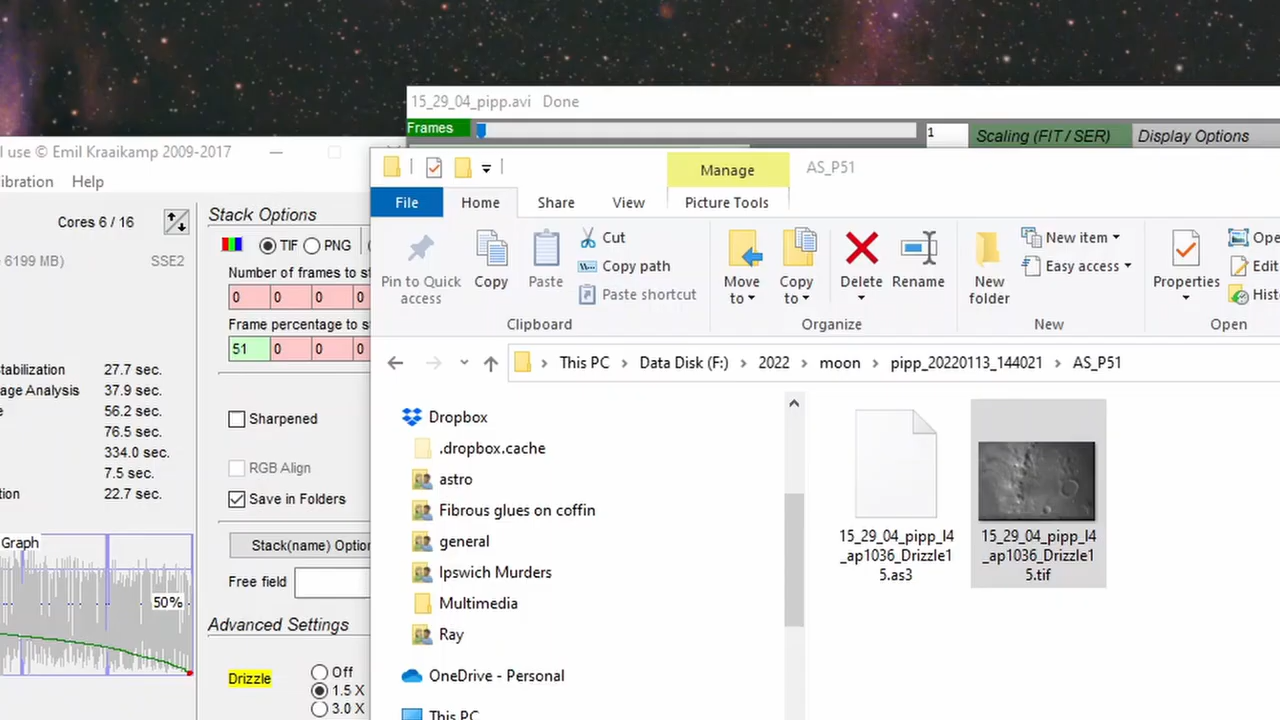 15_29_04_pipp.avi Done
Frames
1
Scaling (FIT / SER)
Display Options
l use © Emil Kraaikamp 2009-2017
ibration Help
Cores 6 / 16
6199 MB)
SSE2
Stack Options
TIF PNG
Number of frames to st
0 0 0 0
Frame percentage to s
51 0 0 0
tabilization 27.7 sec.
age Analysis 37.9 sec.
e 56.2 sec.
76.5 sec.
334.0 sec.
7.5 sec.
tion 22.7 sec.
Sharpened
RGB Align
Save in Folders
Stack(name) Option
Free field
Graph
50%
Advanced Settings
Drizzle
Off
1.5 X
3.0 X
Manage
AS_P51
File Home Share View Picture Tools
Pin to Quick access
Copy
Paste
Cut
Copy path
Paste shortcut
Clipboard
Move to
Copy to
Delete
Rename
Organize
New folder
New item
Easy access
New
Properties
Ope
Edit
Histo
Open
This PC Data Disk (F:) 2022 moon pipp_20220113_144021 AS_P51
Dropbox
.dropbox.cache
astro
Fibrous glues on coffin
general
Ipswich Murders
Multimedia
Ray
OneDrive - Personal
This PC
15_29_04_pipp_l4
_ap1036_Drizzle1
5.as3
15_29_04_pipp_l4
_ap1036_Drizzle1
5.tif